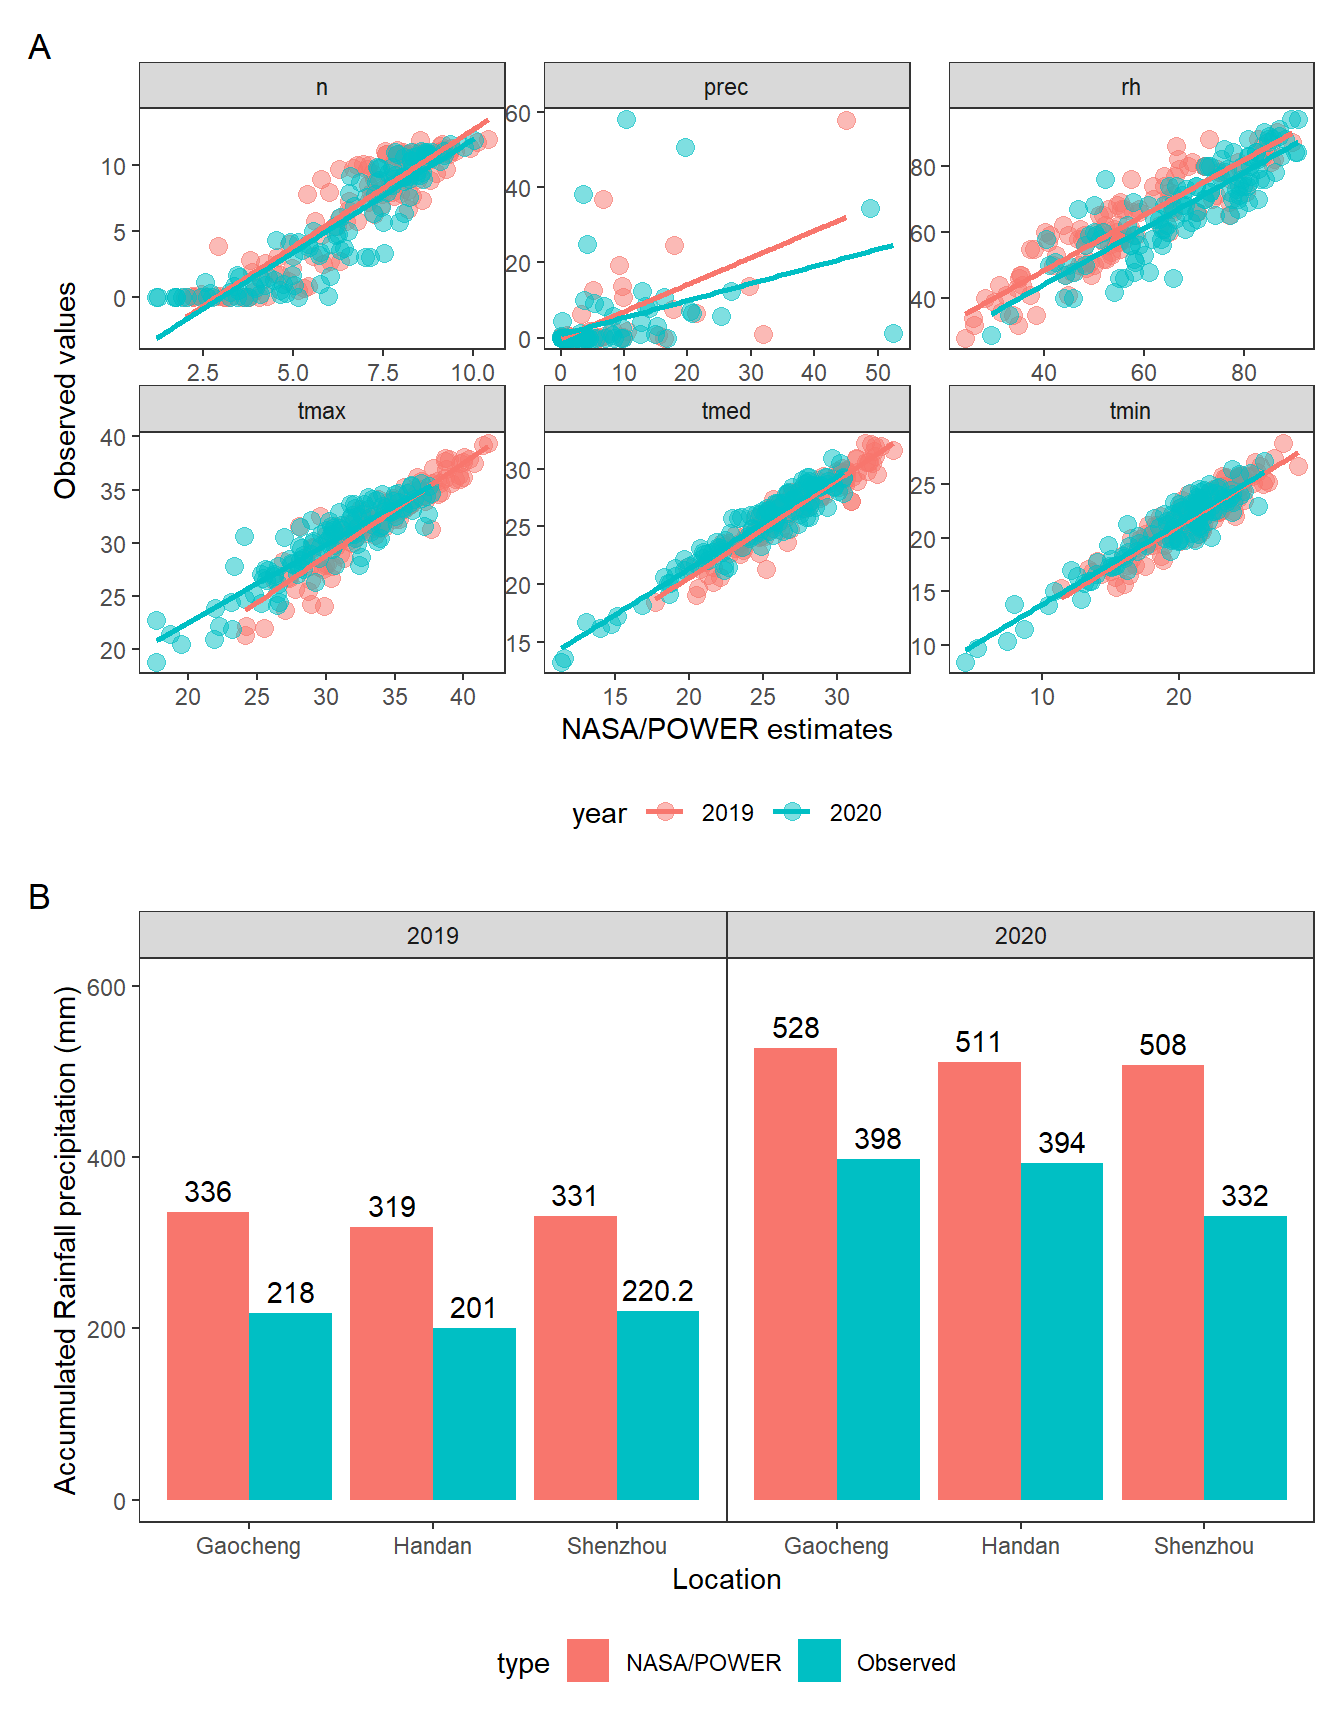 A
n prec rh
Observed values
10
5
0
2.5 5.0 7.5 10.0
60
40
20
0
0 10 20 30 40 50
80
60
40
40 60 80
tmax tmed tmin
40
35
30
25
20
20 25 30 35 40
30
25
20
15
15 20 25 30
25
20
15
10
10 20
NASA/POWER estimates
year 2019 2020
B
2019 2020
Accumulated Rainfall precipitation (mm)
600
400
200
0
336 218 319 201 331 220.2
528 398 511 394 508 332
Gaocheng Handan Shenzhou Gaocheng Handan Shenzhou
Location
type NASA/POWER Observed